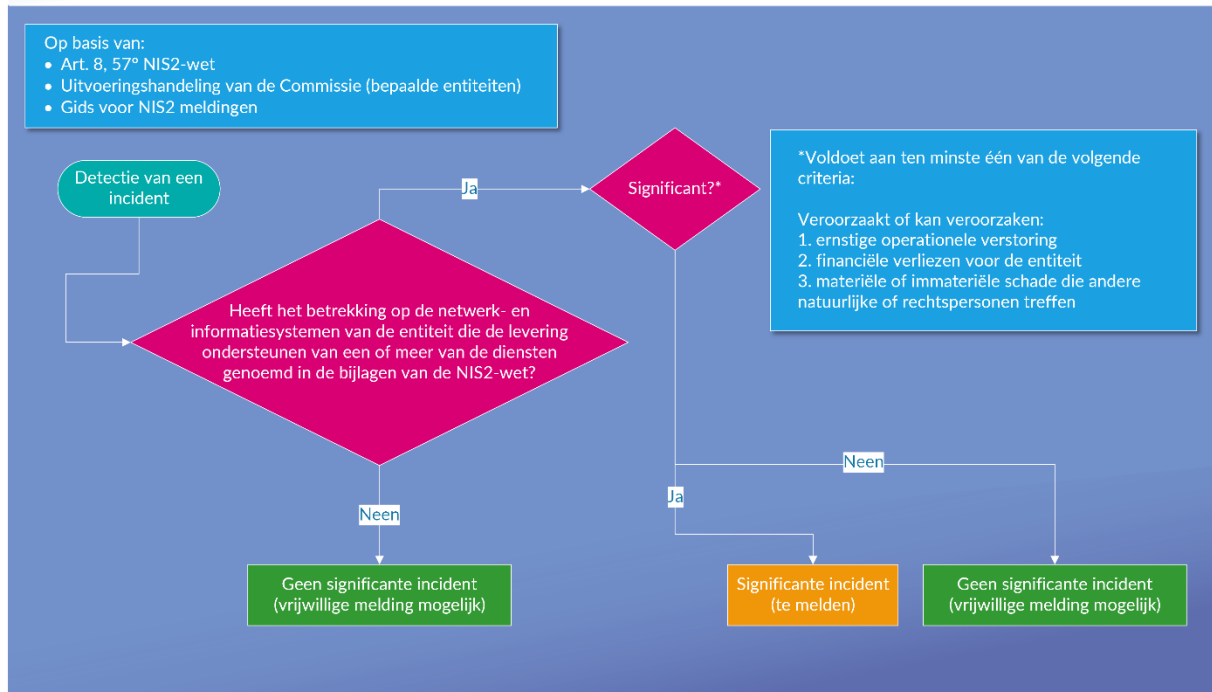 Op basis van:
• Art. 8, 57° NIS2-wet
• Uitvoeringshandeling van de Commissie (bepaalde entiteiten)
• Gids voor NIS2 meldingen
Detectie van een
incident
Ja
Significant?*
*Voldoet aan ten minste één van de volgende
criteria:
Veroorzaakt of kan veroorzaken:
1. ernstige operationele verstoring
2. financiële verliezen voor de entiteit
3. materiële of immateriële schade die andere
natuurlijke of rechtspersonen treffen
Heeft het betrekking op de netwerk- en
informatiesystemen van de entiteit die de levering
ondersteunen van een of meer van de diensten
genoemd in de bijlagen van de NIS2-wet?
Neen
Ja
Neen
Geen significante incident
(vrijwillige melding mogelijk)
Significante incident
(te melden)
Geen significante incident
(vrijwillige melding mogelijk)